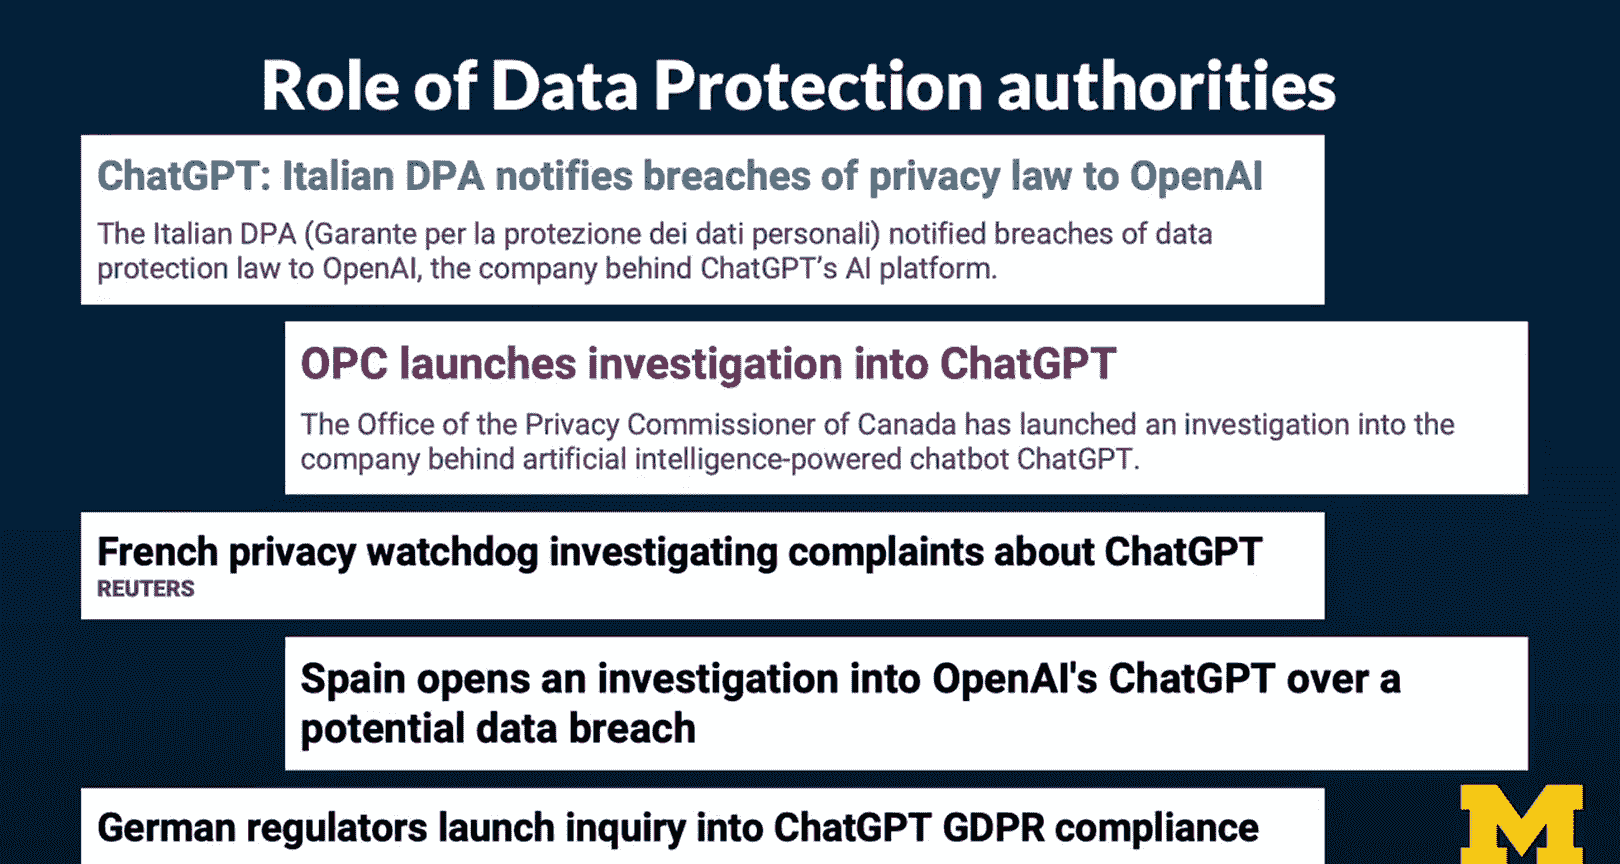 Role of Data Protection authorities
ChatGPT: Italian DPA notifies breaches of privacy law to OpenAI
The Italian DPA (Garante per la protezione dei dati personali) notified breaches of data
protection law to OpenAI, the company behind ChatGPT’s AI platform.
OPC launches investigation into ChatGPT
The Office of the Privacy Commissioner of Canada has launched an investigation into the
company behind artificial intelligence-powered chatbot ChatGPT.
French privacy watchdog investigating complaints about ChatGPT
REUTERS
Spain opens an investigation into OpenAI's ChatGPT over a
potential data breach
German regulators launch inquiry into ChatGPT GDPR compliance
M